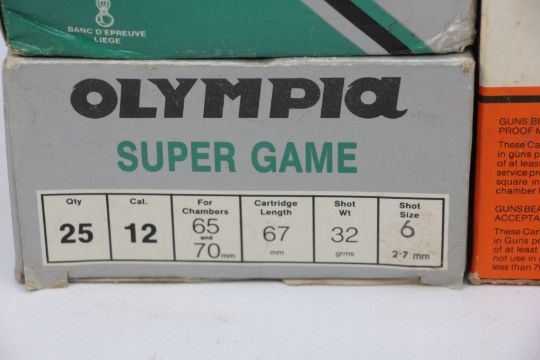 BANC D'EPREUVE
LIEGE
OLYMPIA
SUPER GAME
Qty
25
Cal.
12
For
Chambers
65
and
70mm
Cartridge
Length
67
mm
Shot
Wt
32
grms
Shot
Size
6
2·7 mm
GUNS BE
PROOF M
These Ca
in guns p
of at least
service pr
square in
chamber
GUNS BEA
ACCEPTA
These Car
in Guns pr
of at least
not use in
less than 7